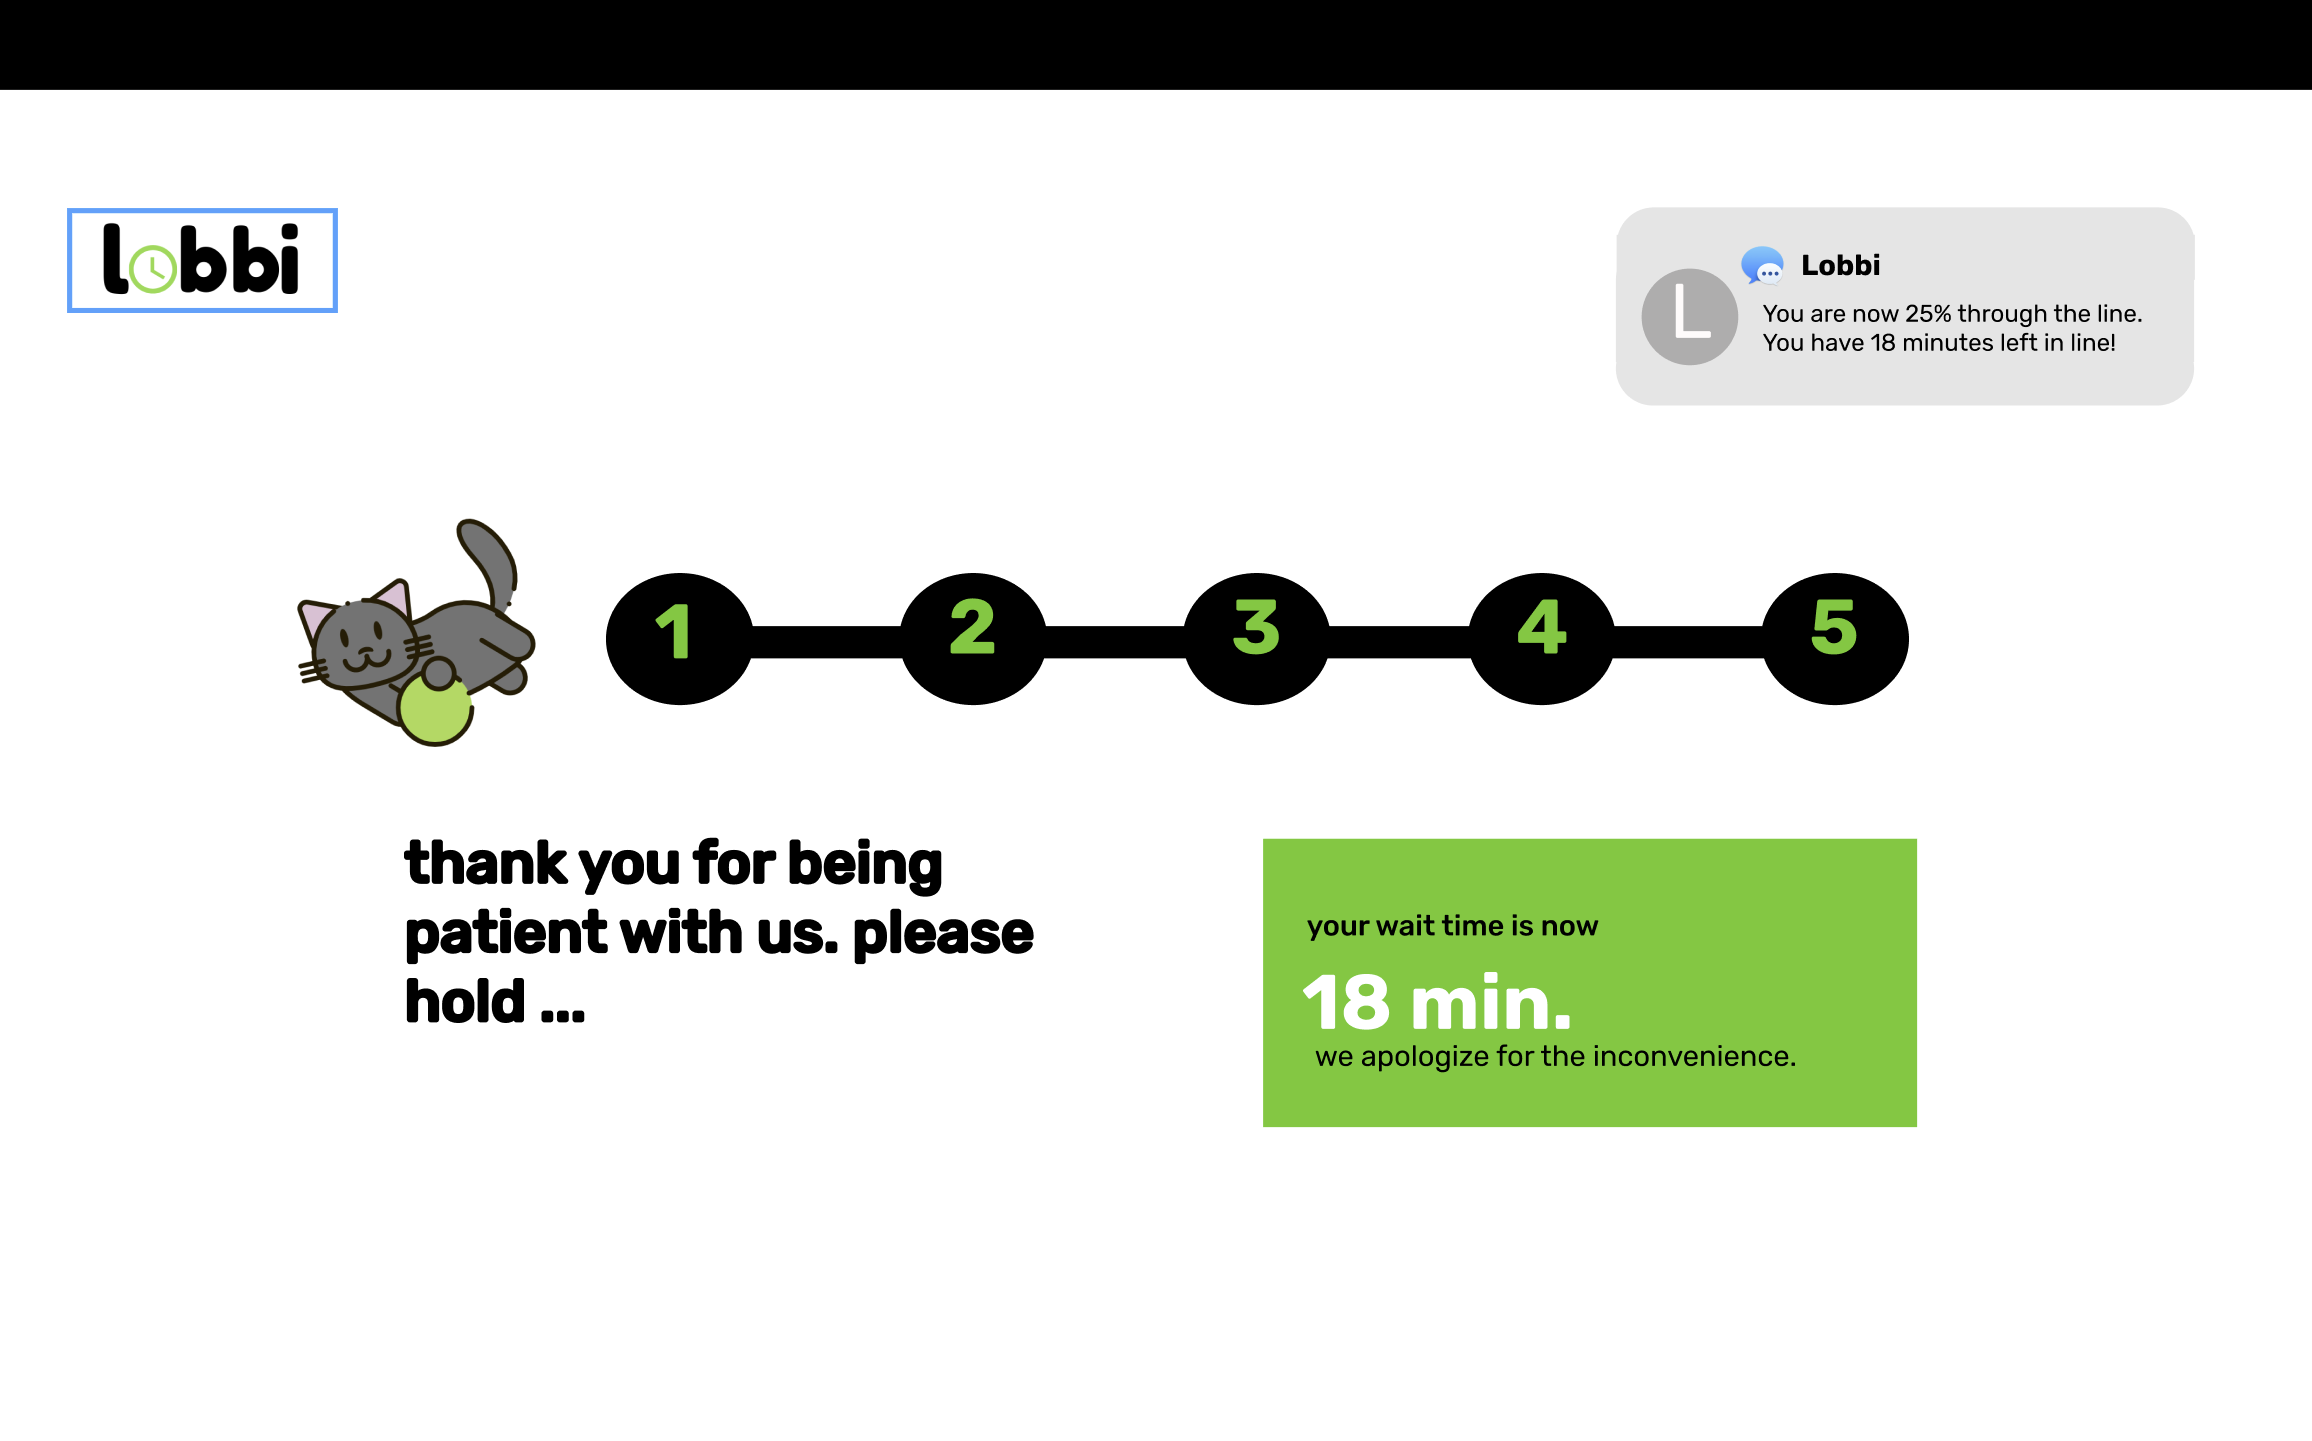 lobbi
Lobbi
L
You are now 25% through the line.
You have 18 minutes left in line!
1 2 3 4 5
thank you for being
patient with us. please
hold ...
your wait time is now
18 min.
we apologize for the inconvenience.